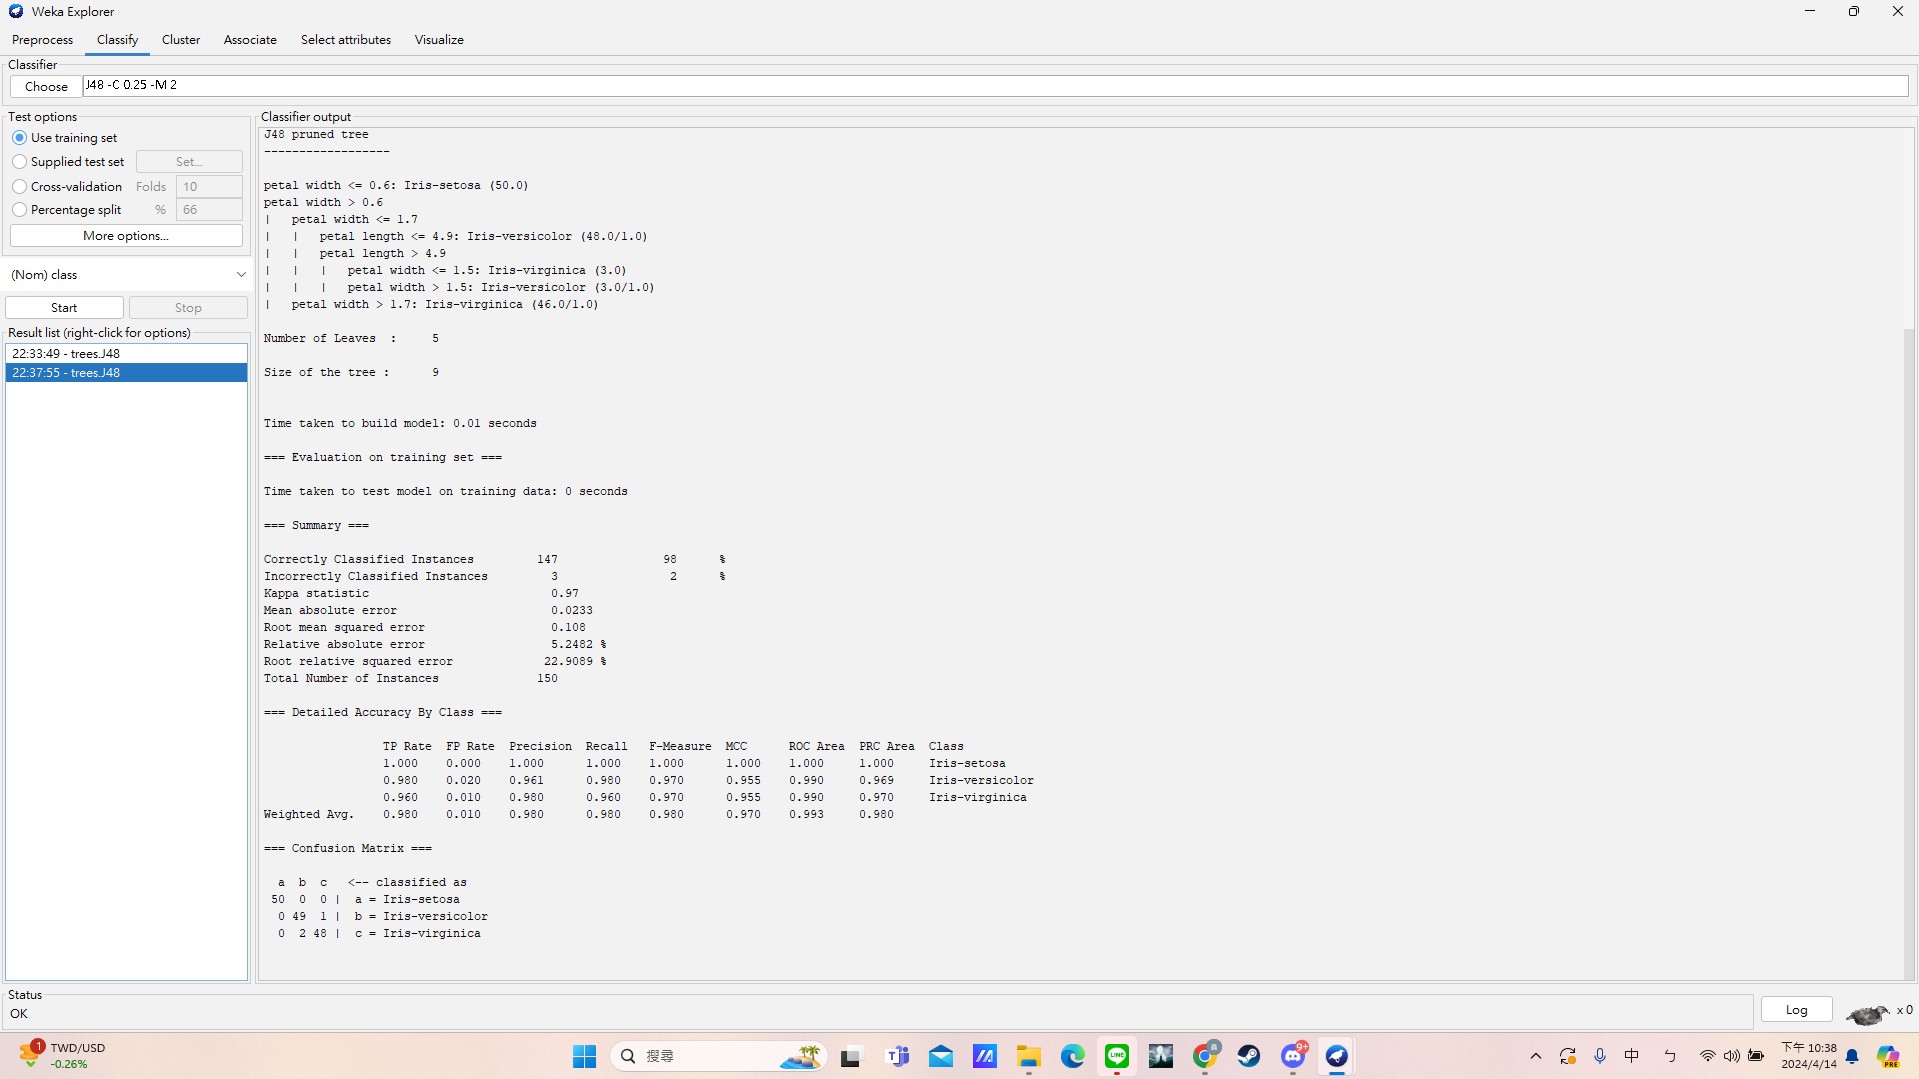 Weka Explorer
Preprocess Classify Cluster Associate Select attributes Visualize
Classifier
Choose J48 -C 0.25 -M 2
Test options
Use training set
Supplied test set Set...
Cross-validation Folds 10
Percentage split % 66
More options...
(Nom) class
Start Stop
Result list (right-click for options)
22:33:49 - trees.J48
22:37:55 - trees.J48
Classifier output
J48 pruned tree
------------------
petal width <= 0.6: Iris-setosa (50.0)
petal width > 0.6
|   petal width <= 1.7
|   |   petal length <= 4.9: Iris-versicolor (48.0/1.0)
|   |   petal length > 4.9
|   |   |   petal width <= 1.5: Iris-virginica (3.0)
|   |   |   petal width > 1.5: Iris-versicolor (3.0/1.0)
|   petal width > 1.7: Iris-virginica (46.0/1.0)
Number of Leaves  : 5
Size of the tree : 9
Time taken to build model: 0.01 seconds
=== Evaluation on training set ===
Time taken to test model on training data: 0 seconds
=== Summary ===
Correctly Classified Instances 147 98 %
Incorrectly Classified Instances 3 2 %
Kappa statistic 0.97
Mean absolute error 0.0233
Root mean squared error 0.108
Relative absolute error 5.2482 %
Root relative squared error 22.9089 %
Total Number of Instances 150
=== Detailed Accuracy By Class ===
TP Rate FP Rate Precision Recall F-Measure MCC ROC Area PRC Area Class
1.000 0.000 1.000 1.000 1.000 1.000 1.000 1.000 Iris-setosa
0.980 0.020 0.961 0.980 0.970 0.955 0.990 0.969 Iris-versicolor
0.960 0.010 0.980 0.960 0.970 0.955 0.990 0.970 Iris-virginica
Weighted Avg. 0.980 0.010 0.980 0.980 0.980 0.970 0.993 0.980
=== Confusion Matrix ===
a b c <-- classified as
50 0 0 | a = Iris-setosa
0 49 1 | b = Iris-versicolor
0 2 48 | c = Iris-virginica
Status
OK
Log x 0
1
TWD/USD
-0.26%
搜尋
LINE
9+
中
ㄅ
下午 10:38
2024/4/14
PRE